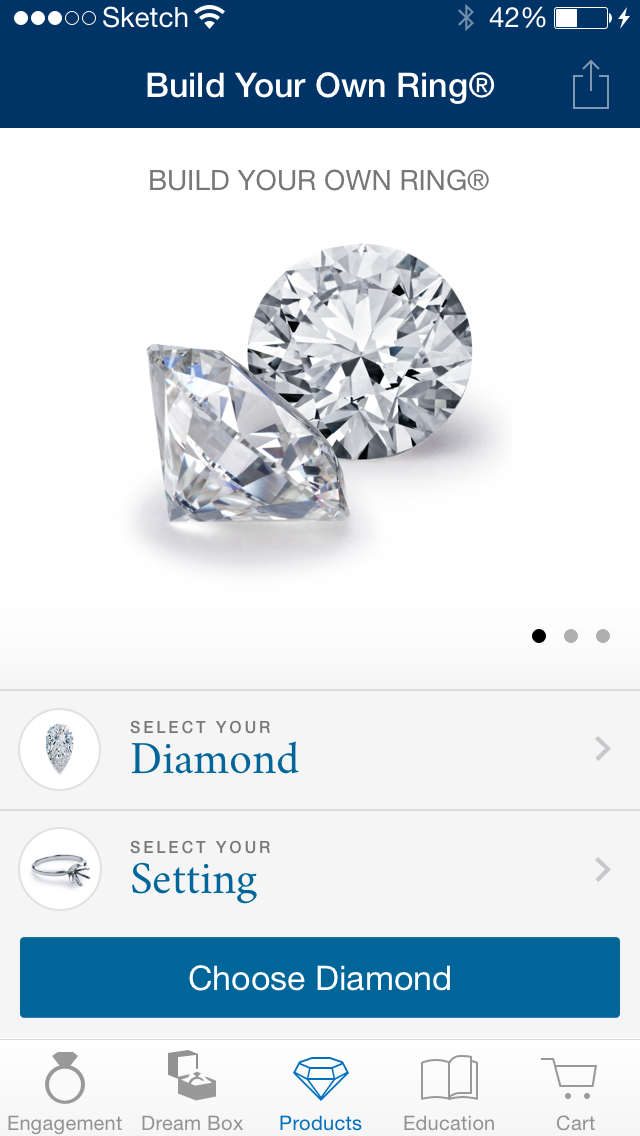 Sketch 42%
Build Your Own Ring®
BUILD YOUR OWN RING®
SELECT YOUR
Diamond
SELECT YOUR
Setting
Choose Diamond
Engagement Dream Box Products Education Cart